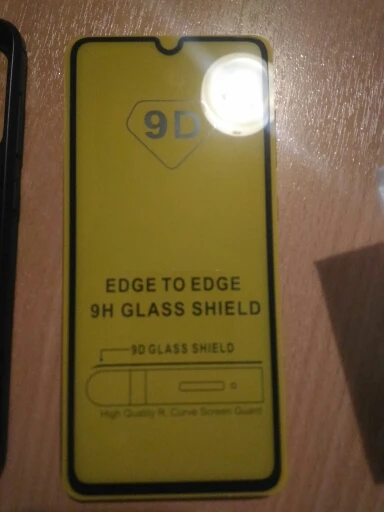 9D
EDGE TO EDGE
9H GLASS SHIELD
9D GLASS SHIELD
High Quality R. Curve Screen Guard